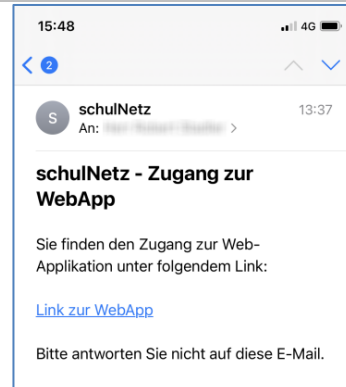 15:48
4G
2
S
schulNetz
13:37
An:
schulNetz - Zugang zur
WebApp
Sie finden den Zugang zur Web-
Applikation unter folgendem Link:
Link zur WebApp
Bitte antworten Sie nicht auf diese E-Mail.